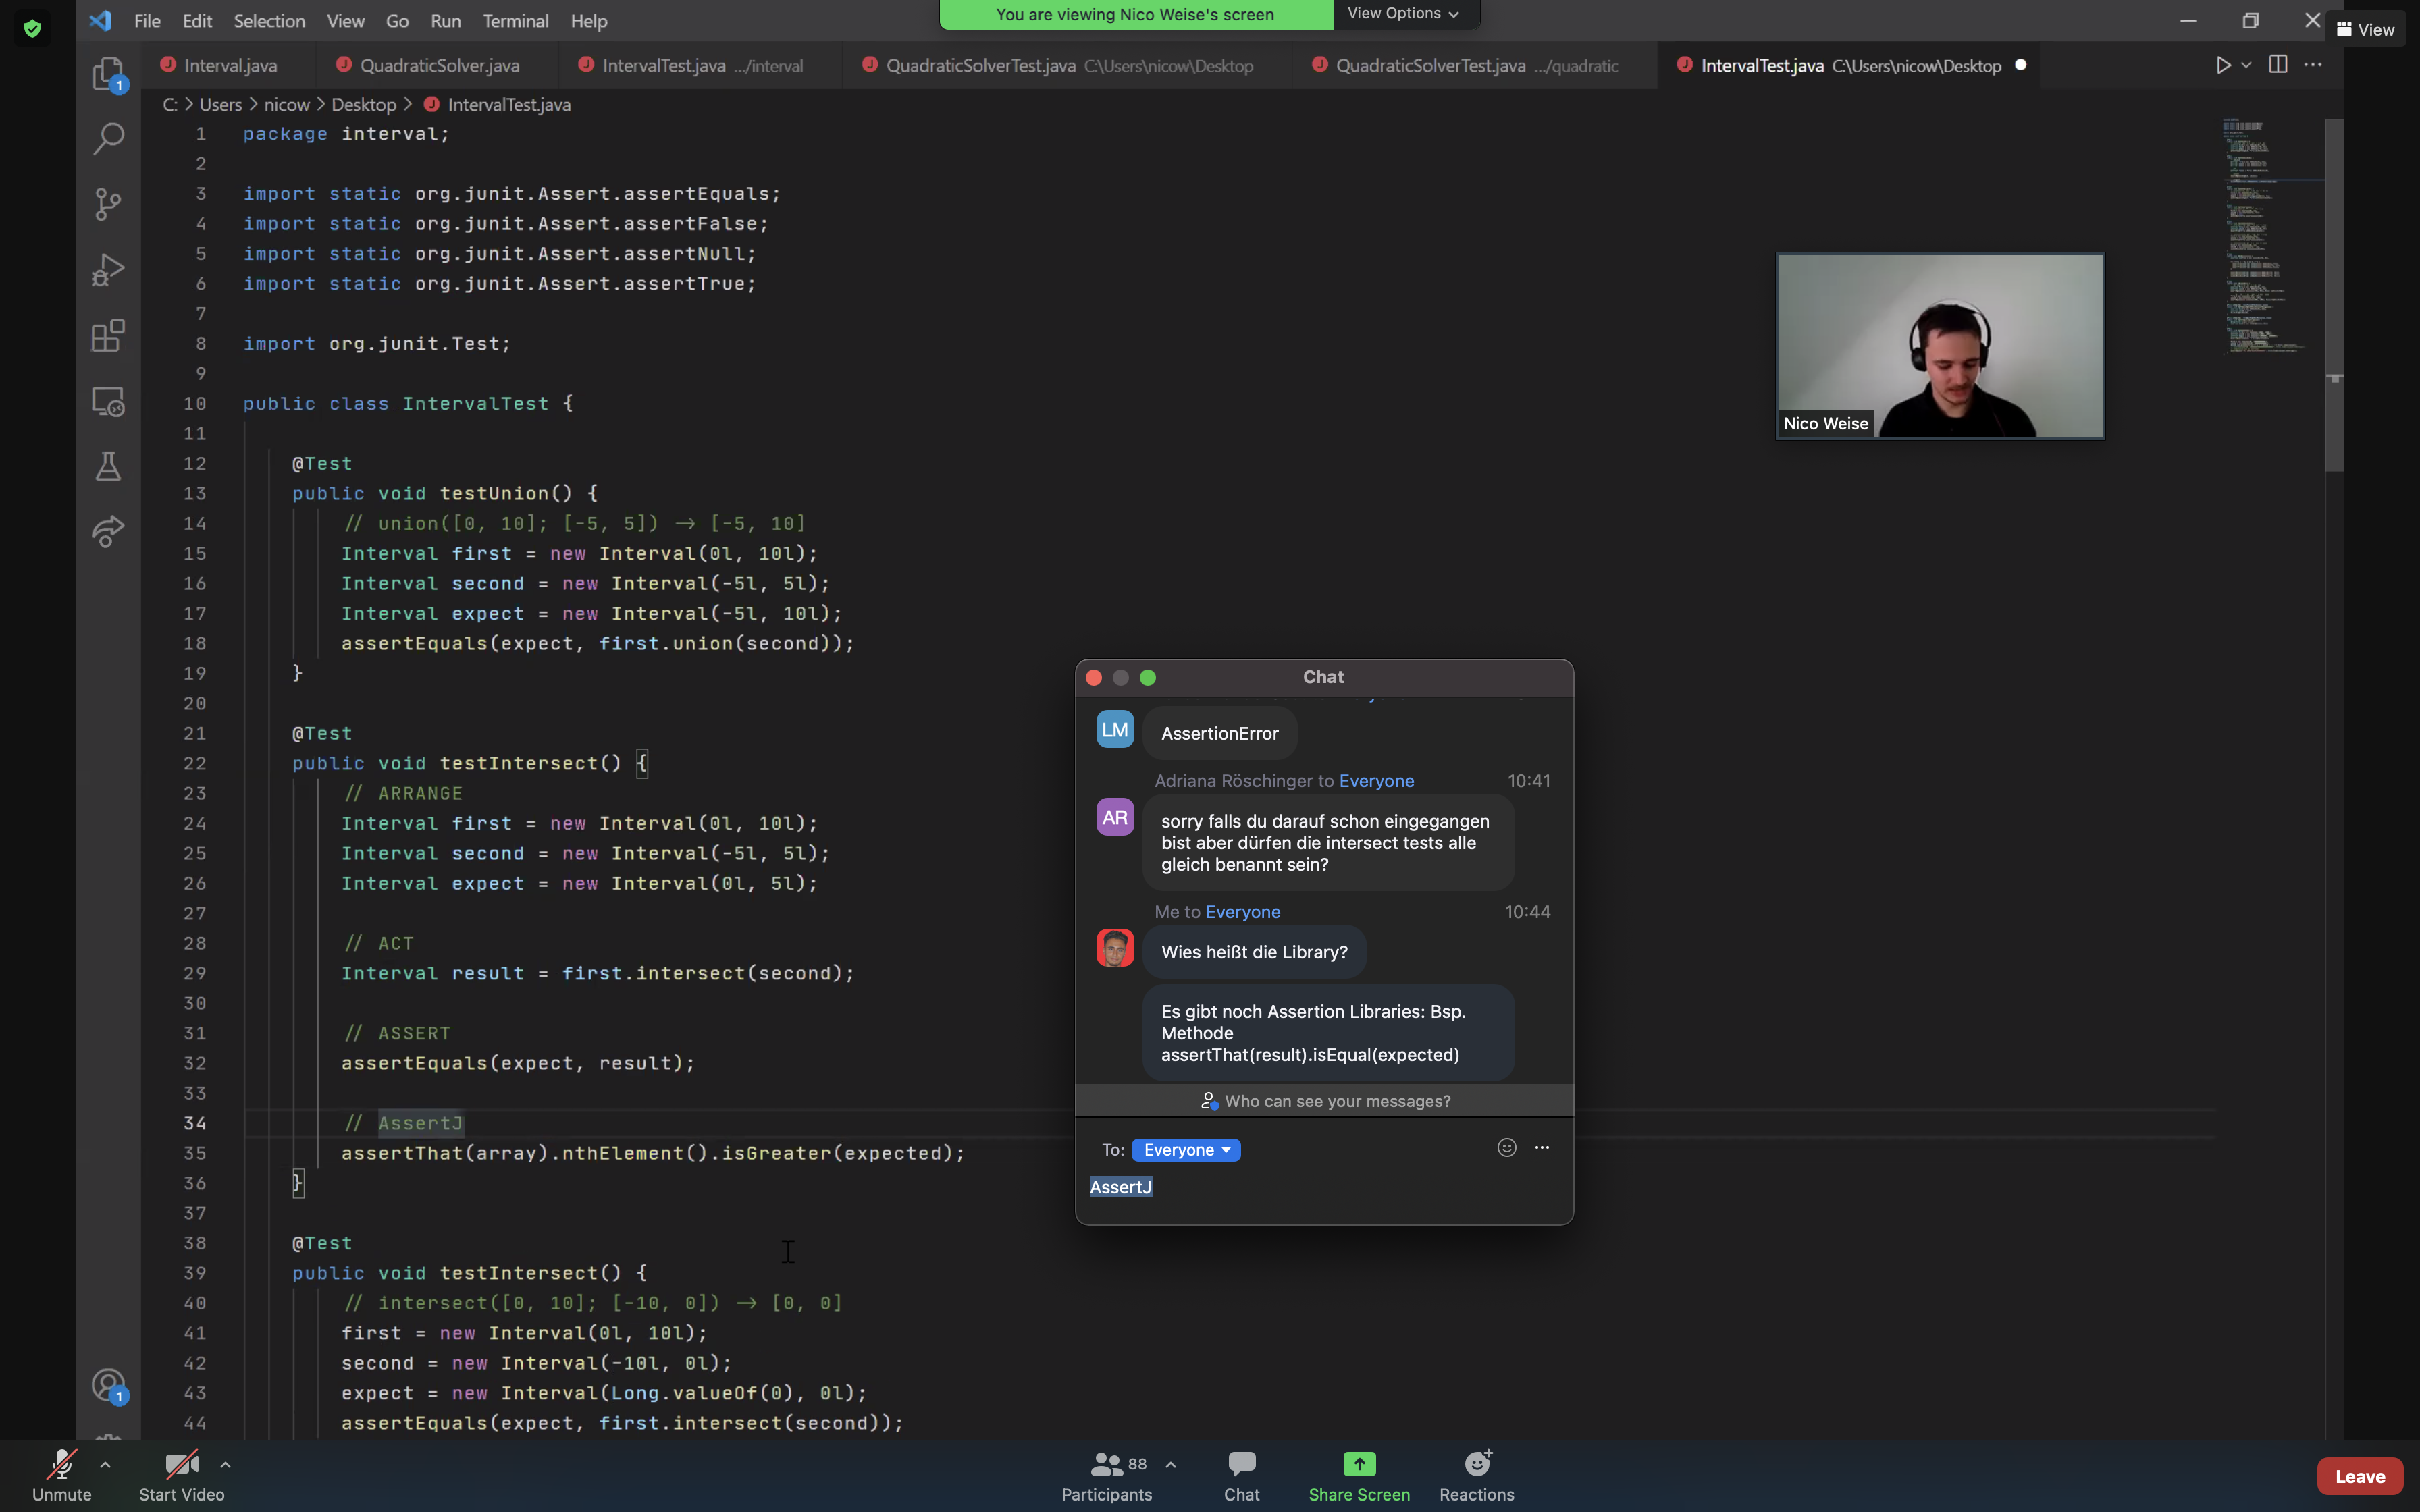 File Edit Selection View Go Run Terminal Help
You are viewing Nico Weise's screen View Options
View
Interval.java QuadraticSolver.java IntervalTest.java .../interval QuadraticSolverTest.java C:\Users\nicow\Desktop QuadraticSolverTest.java .../quadratic IntervalTest.java C:\Users\nicow\Desktop
C: > Users > nicow > Desktop > IntervalTest.java
1 package interval;
2
3 import static org.junit.Assert.assertEquals;
4 import static org.junit.Assert.assertFalse;
5 import static org.junit.Assert.assertNull;
6 import static org.junit.Assert.assertTrue;
7
8 import org.junit.Test;
9
10 public class IntervalTest {
11
12 @Test
13 public void testUnion() {
14 // union([0, 10]; [-5, 5]) → [-5, 10]
15 Interval first = new Interval(0l, 10l);
16 Interval second = new Interval(-5l, 5l);
17 Interval expect = new Interval(-5l, 10l);
18 assertEquals(expect, first.union(second));
19 }
20
21 @Test
22 public void testIntersect() {
23 // ARRANGE
24 Interval first = new Interval(0l, 10l);
25 Interval second = new Interval(-5l, 5l);
26 Interval expect = new Interval(0l, 5l);
27
28 // ACT
29 Interval result = first.intersect(second);
30
31 // ASSERT
32 assertEquals(expect, result);
33
34 // AssertJ
35 assertThat(array).nthElement().isGreater(expected);
36 }
37
38 @Test
39 public void testIntersect() {
40 // intersect([0, 10]; [-10, 0]) → [0, 0]
41 first = new Interval(0l, 10l);
42 second = new Interval(-10l, 0l);
43 expect = new Interval(Long.valueOf(0), 0l);
44 assertEquals(expect, first.intersect(second));
1
1
Nico Weise
Chat
LM
AssertionError
Adriana Röschinger to Everyone 10:41
AR
sorry falls du darauf schon eingegangen
bist aber dürfen die intersect tests alle
gleich benannt sein?
Me to Everyone 10:44
Wies heißt die Library?
Es gibt noch Assertion Libraries: Bsp.
Methode
assertThat(result).isEqual(expected)
Who can see your messages?
To: Everyone
AssertJ
Unmute
Start Video
88
Participants
Chat
Share Screen
Reactions
Leave